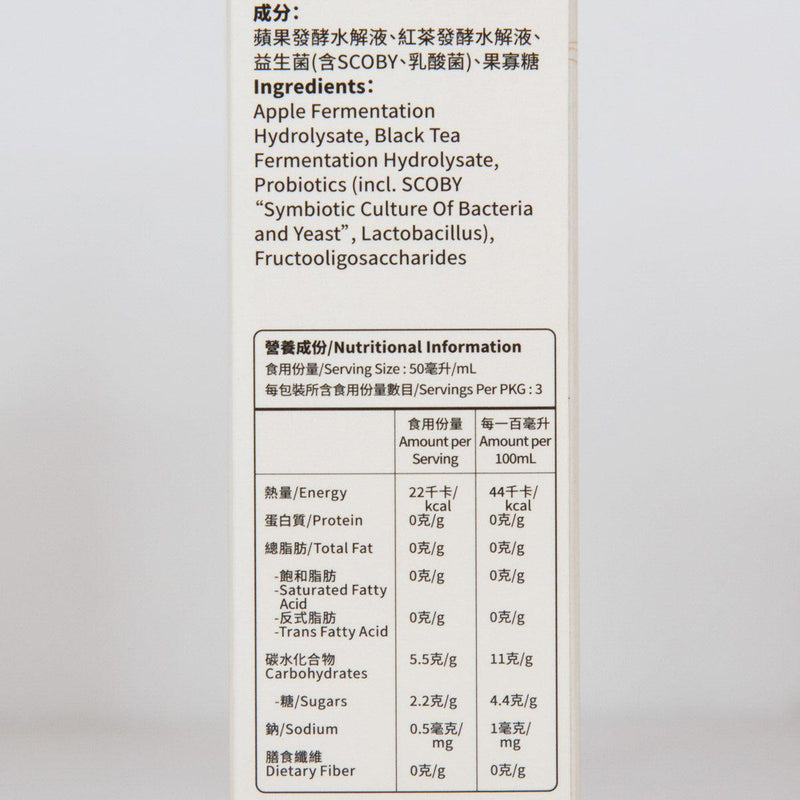 成分：
蘋果發酵水解液、紅茶發酵水解液、
益生菌(含SCOBY、乳酸菌)、果寡糖
Ingredients:
Apple Fermentation
Hydrolysate, Black Tea
Fermentation Hydrolysate,
Probiotics (incl. SCOBY
“Symbiotic Culture Of Bacteria
and Yeast”, Lactobacillus),
Fructooligosaccharides
營養成份/Nutritional Information
食用份量/Serving Size : 50毫升/mL
每包裝所含食用份量數目/Servings Per PKG : 3
食用份量 每一百毫升
Amount per Amount per
Serving 100mL
熱量/Energy 22千卡/ 44千卡/
kcal kcal
蛋白質/Protein 0克/g 0克/g
總脂肪/Total Fat 0克/g 0克/g
-飽和脂肪 0克/g 0克/g
-Saturated Fatty
Acid
-反式脂肪 0克/g 0克/g
-Trans Fatty Acid
碳水化合物 5.5克/g 11克/g
Carbohydrates
-糖/Sugars 2.2克/g 4.4克/g
鈉/Sodium 0.5毫克/ 1毫克/
mg mg
膳食纖維
Dietary Fiber 0克/g 0克/g